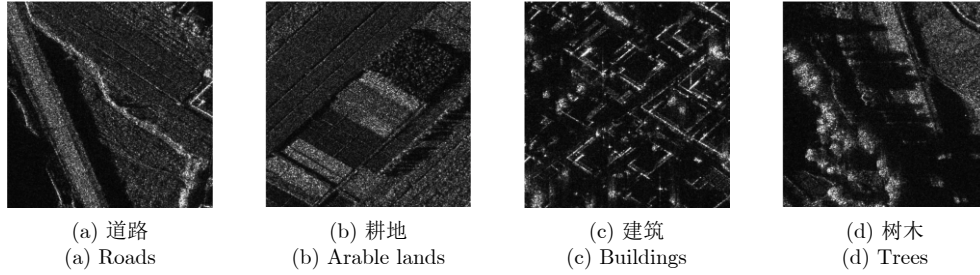 (a) 道路
(a) Roads
(b) 耕地
(b) Arable lands
(c) 建筑
(c) Buildings
(d) 树木
(d) Trees